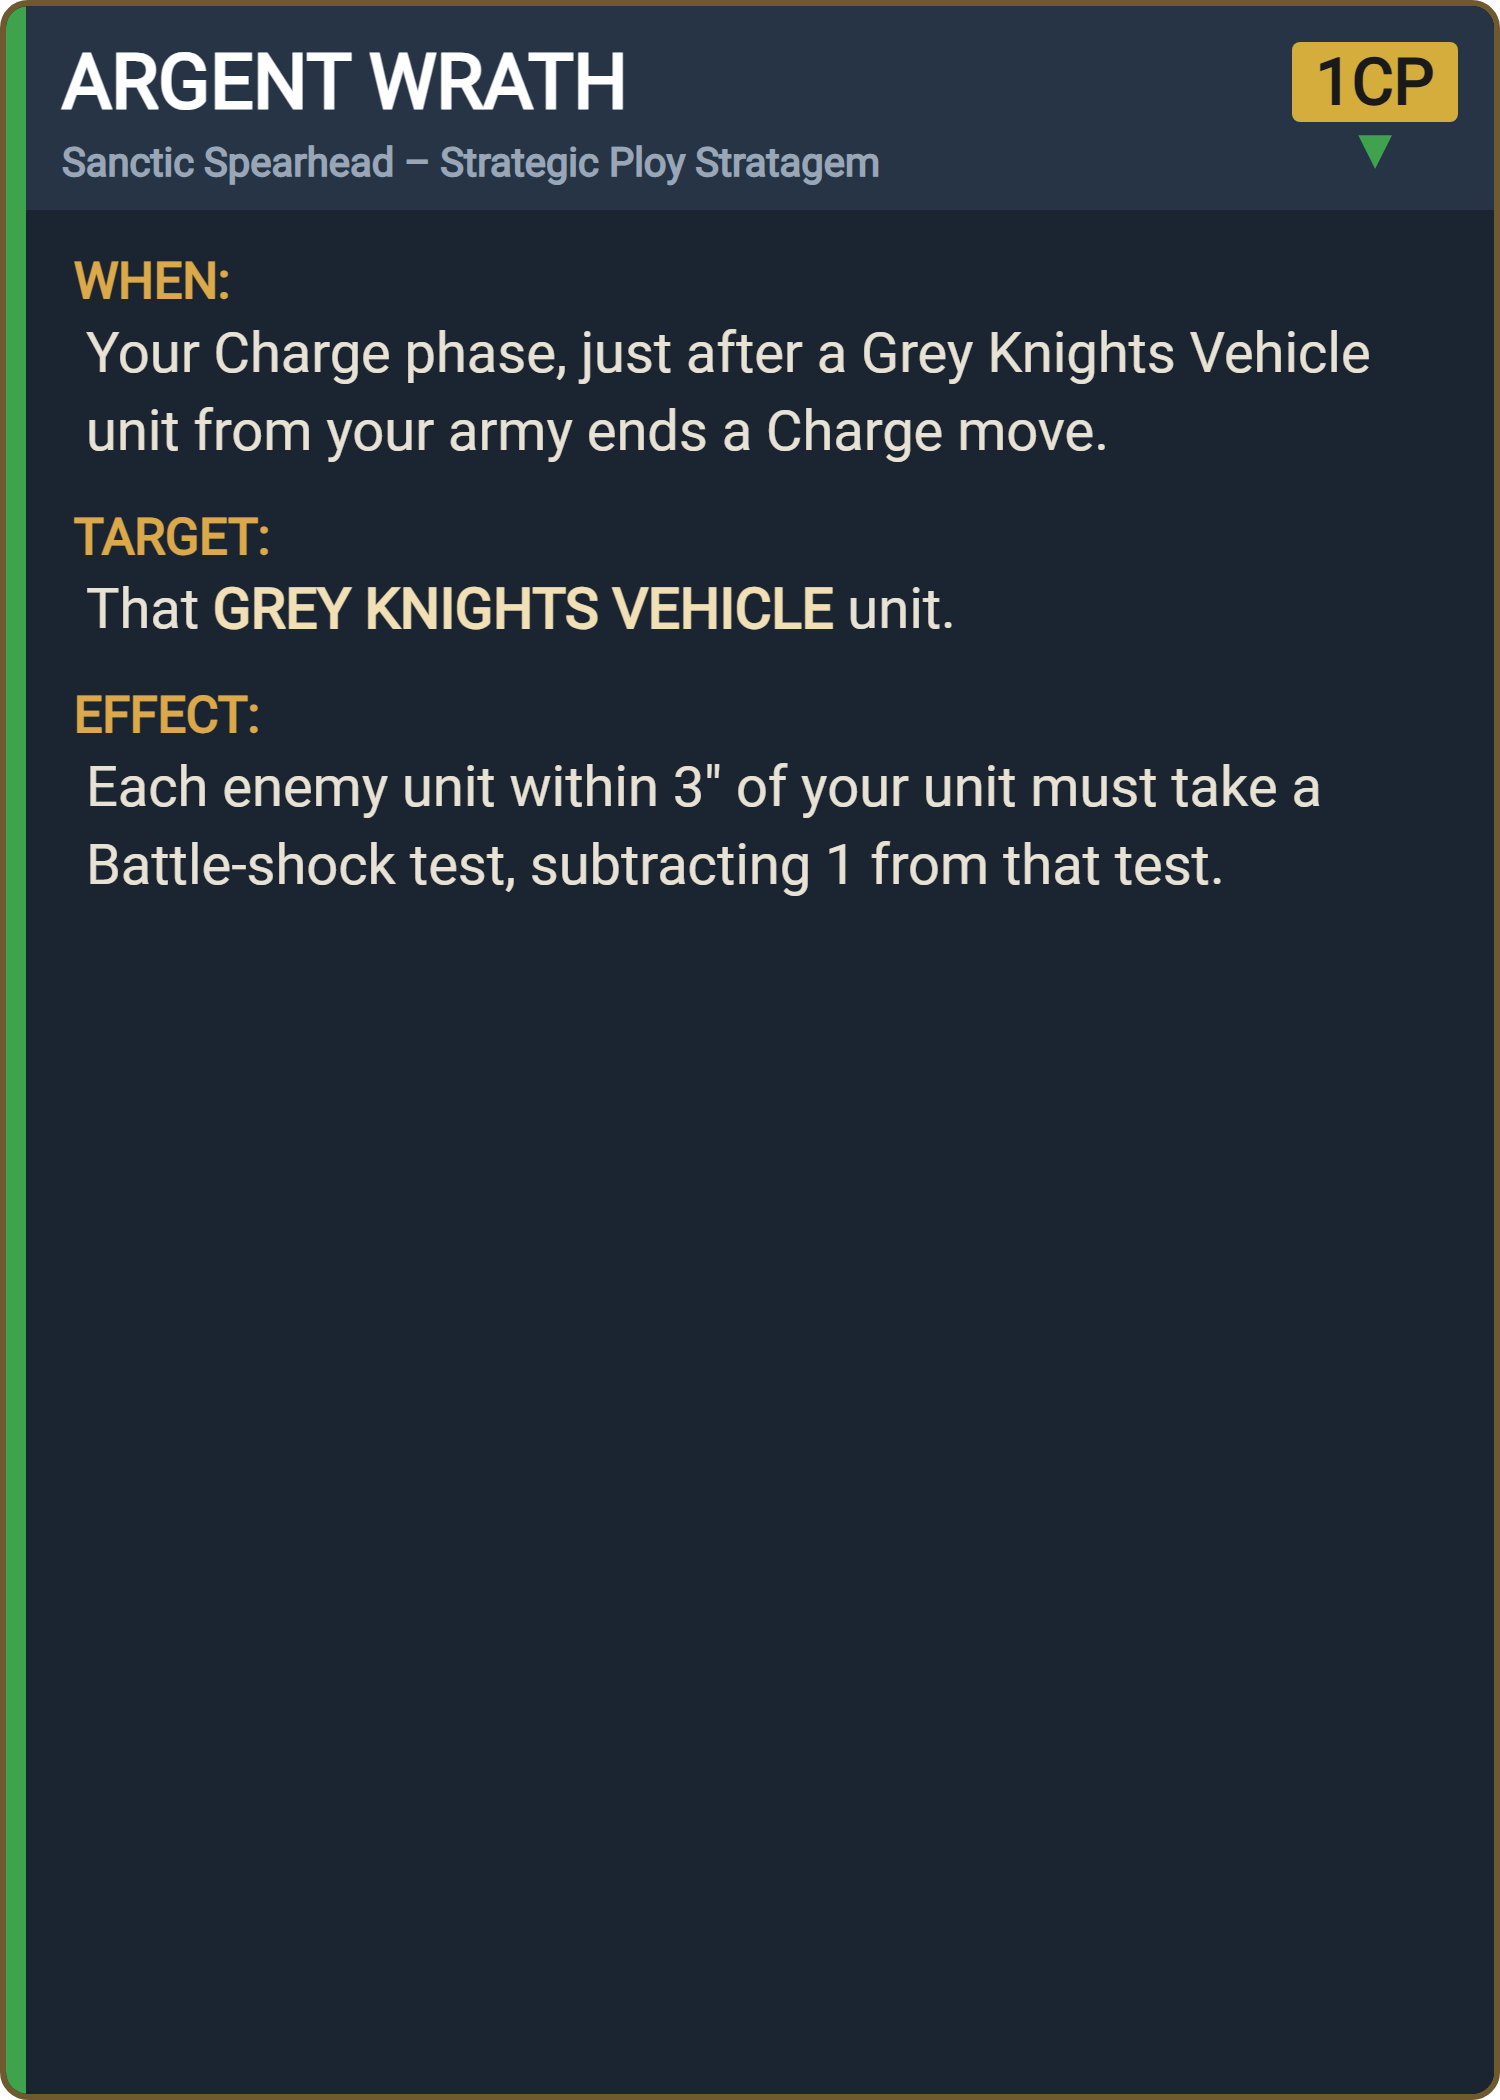 ARGENT WRATH
1CP
Sanctic Spearhead – Strategic Ploy Stratagem
WHEN:
Your Charge phase, just after a Grey Knights Vehicle
unit from your army ends a Charge move.
TARGET:
That GREY KNIGHTS VEHICLE unit.
EFFECT:
Each enemy unit within 3" of your unit must take a
Battle-shock test, subtracting 1 from that test.